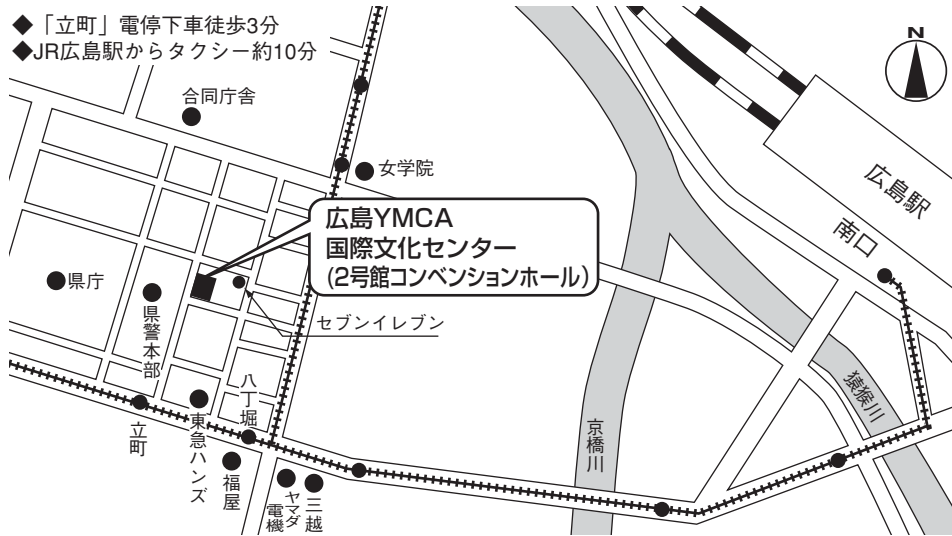 ◆「立町」電停下車徒歩3分
◆JR広島駅からタクシー約10分
N
合同庁舎
女学院
広島駅
南口
広島YMCA
国際文化センター
(2号館コンベンションホール)
県庁
県警本部
セブンイレブン
八丁堀
立町
東急ハンズ
福屋
ヤマダ
電機
三越
京橋川
猿猴川